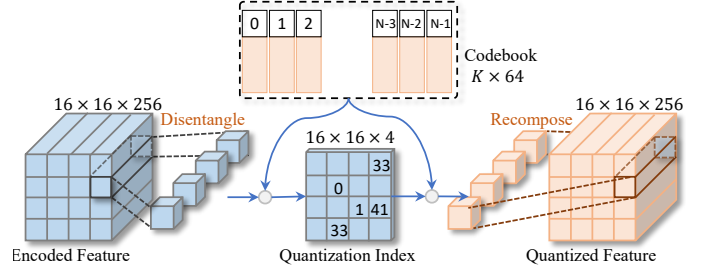 0 1 2 N-3 N-2 N-1
Codebook
K × 64
16 × 16 × 256
Disentangle
16 × 16 × 4
Recompose
16 × 16 × 256
33
0
1 41
33
Encoded Feature
Quantization Index
Quantized Feature